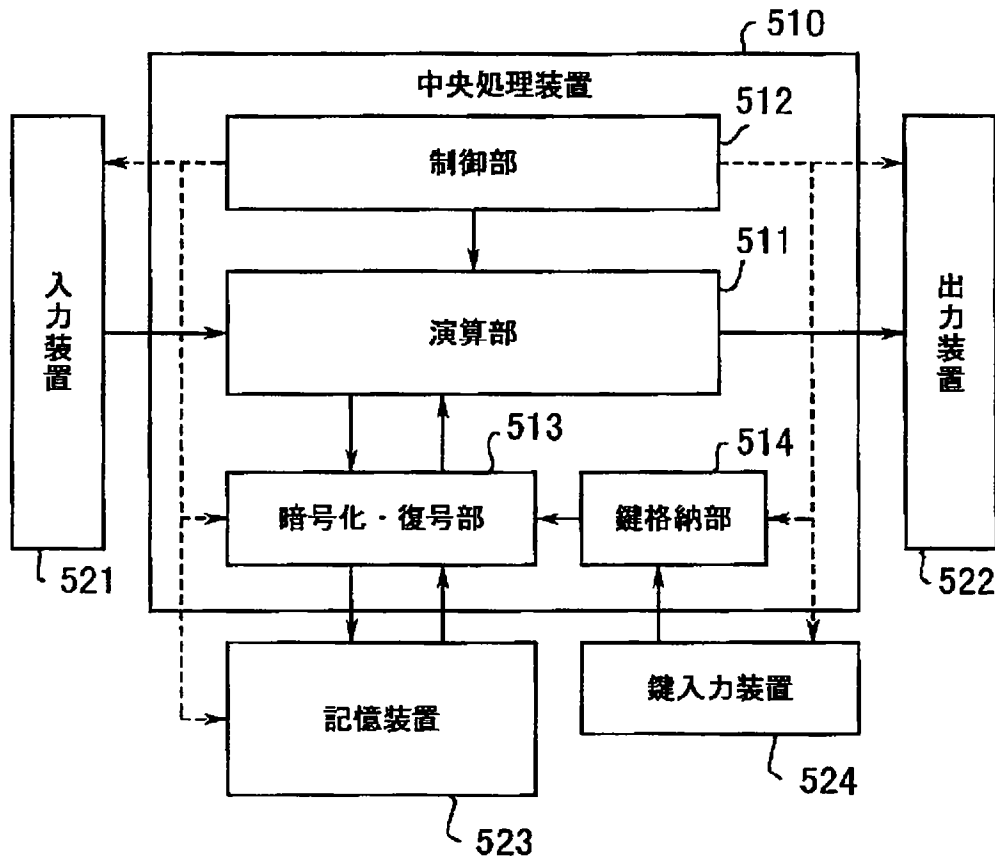 510
中央処理装置
512
制御部
511
入力装置
演算部
出力装置
513
514
暗号化・復号部
鍵格納部
521
522
記憶装置
鍵入力装置
524
523